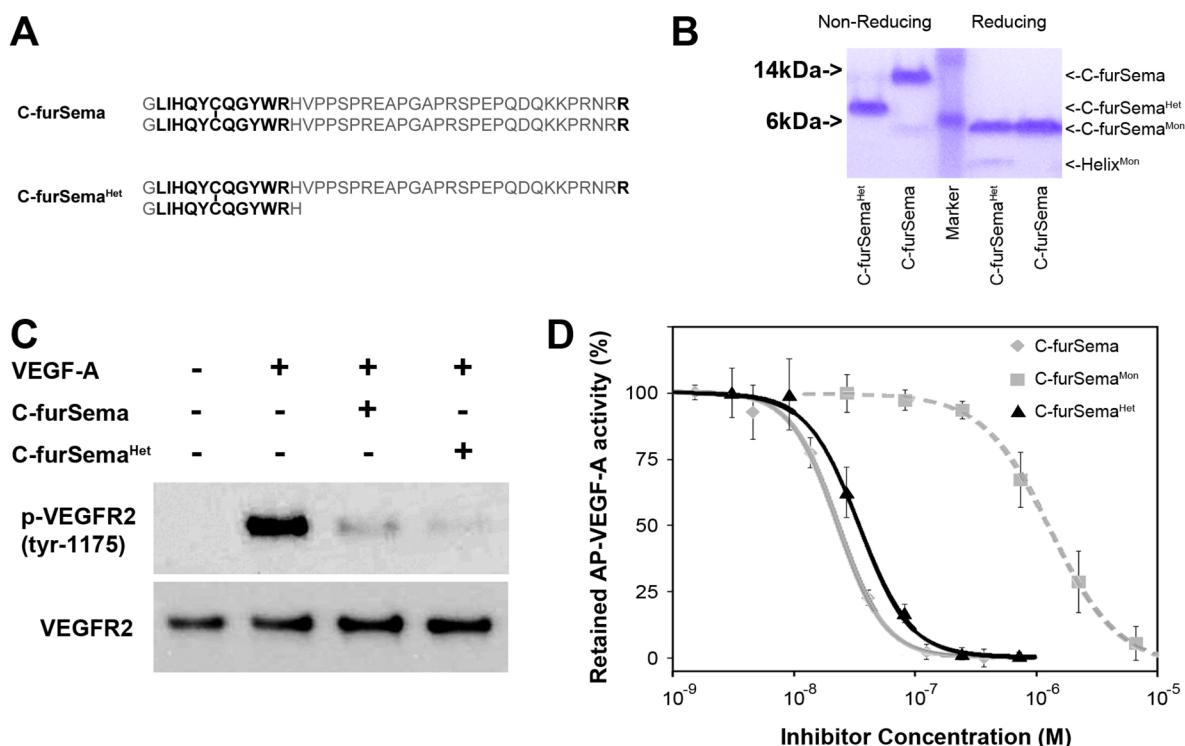 A
C-furSema
GLIHQYCQGYWRHVPPSPREAPGAPRSPEPQDQKKPRNRR
GLIHQYCQGYWRHVPPSPREAPGAPRSPEPQDQKKPRNRR
C-furSemaHet
GLIHQYCQGYWRHVPPSPREAPGAPRSPEPQDQKKPRNRR
GLIHQYCQGYWRH
B
Non-Reducing Reducing
14kDa->
6kDa->
<-C-furSema
<-C-furSemaHet
<-C-furSemaMon
<-HelixMon
C-furSemaHet
C-furSema
Marker
C-furSemaHet
C-furSema
C
VEGF-A - + + +
C-furSema - - + -
C-furSemaHet - - - +
p-VEGFR2
(tyr-1175)
VEGFR2
D
Retained AP-VEGF-A activity (%)
100
75
50
25
0
C-furSema
C-furSemaMon
C-furSemaHet
10-9 10-8 10-7 10-6 10-5
Inhibitor Concentration (M)